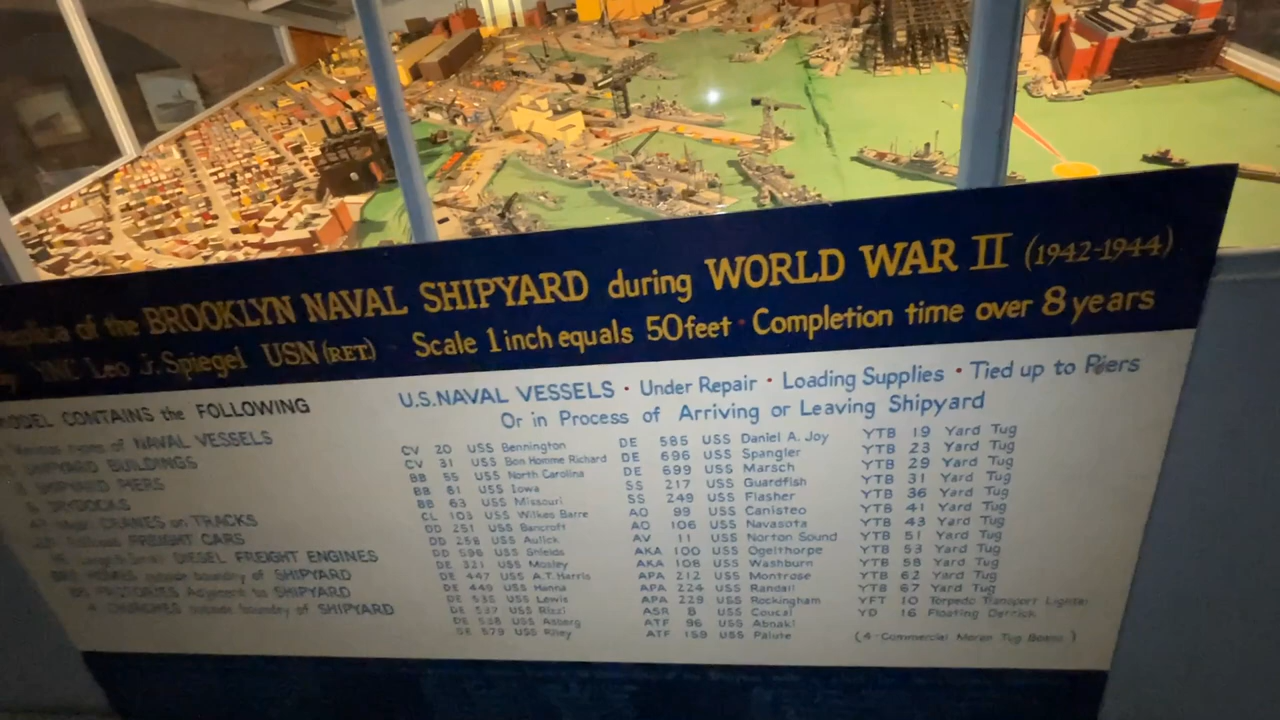 Replica of the BROOKLYN NAVAL SHIPYARD during WORLD WAR II (1942-1944)
Leo J. Spiegel USN (RET.) Scale 1 inch equals 50 feet · Completion time over 8 years
MODEL CONTAINS the FOLLOWING
types of NAVAL VESSELS
SHIPYARD BUILDINGS
SHIPYARD PIERS
DRYDOCKS
CRANES on TRACKS
FREIGHT CARS
DIESEL FREIGHT ENGINES
HOMES outside boundary of SHIPYARD
FACTORIES Adjacent to SHIPYARD
4 CHURCHES outside boundary of SHIPYARD
U.S. NAVAL VESSELS · Under Repair · Loading Supplies · Tied up to Piers
Or in Process of Arriving or Leaving Shipyard
CV 20 USS Bennington
CV 31 USS Bon Homme Richard
BB 55 USS North Carolina
BB 61 USS Iowa
BB 63 USS Missouri
CL 103 USS Wilkes Barre
DD 251 USS Bancroft
DD 258 USS Aulick
DD 596 USS Shields
DE 321 USS Mosley
DE 447 USS A.T. Harris
DE 449 USS Hanna
DE 535 USS Lewis
DE 537 USS Rizzi
DE 538 USS Osberg
DE 579 USS Riley
DE 585 USS Daniel A. Joy
DE 696 USS Spangler
DE 699 USS Marsch
SS 217 USS Guardfish
SS 249 USS Flasher
AO 99 USS Canisteo
AO 106 USS Navasota
AV 11 USS Norton Sound
AKA 100 USS Ogelthorpe
AKA 108 USS Washburn
APA 212 USS Montrose
APA 224 USS Randall
APA 229 USS Rockingham
ASR 8 USS Coucal
ATF 96 USS Abnaki
ATF 159 USS Paiute
YTB 19 Yard Tug
YTB 23 Yard Tug
YTB 29 Yard Tug
YTB 31 Yard Tug
YTB 36 Yard Tug
YTB 41 Yard Tug
YTB 43 Yard Tug
YTB 51 Yard Tug
YTB 53 Yard Tug
YTB 58 Yard Tug
YTB 62 Yard Tug
YTB 67 Yard Tug
YFT 10 Torpedo Transport Lighter
YD 16 Floating Derrick
(4-Commercial Moran Tug Boats)